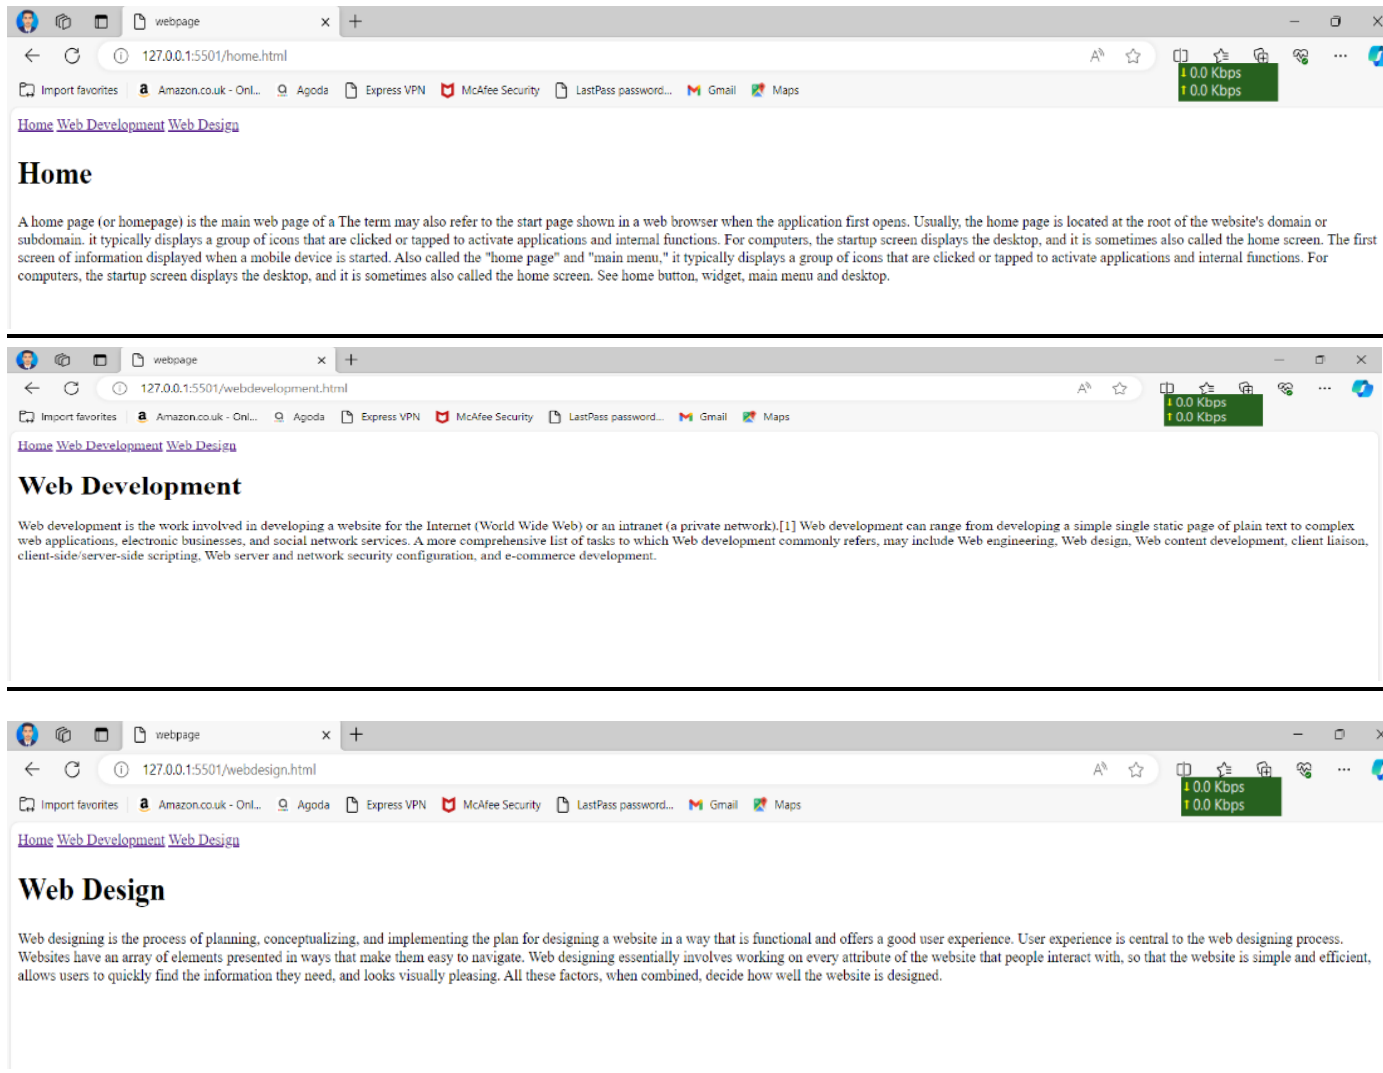 webpage
127.0.0.1:5501/home.html
Import favorites Amazon.co.uk - Onl... Agoda Express VPN McAfee Security LastPass password... Gmail Maps
0.0 Kbps
0.0 Kbps
Home Web Development Web Design
Home
A home page (or homepage) is the main web page of a The term may also refer to the start page shown in a web browser when the application first opens. Usually, the home page is located at the root of the website's domain or
subdomain. it typically displays a group of icons that are clicked or tapped to activate applications and internal functions. For computers, the startup screen displays the desktop, and it is sometimes also called the home screen. The first
screen of information displayed when a mobile device is started. Also called the "home page" and "main menu," it typically displays a group of icons that are clicked or tapped to activate applications and internal functions. For
computers, the startup screen displays the desktop, and it is sometimes also called the home screen. See home button, widget, main menu and desktop.
webpage
127.0.0.1:5501/webdevelopment.html
Import favorites Amazon.co.uk - Onl... Agoda Express VPN McAfee Security LastPass password... Gmail Maps
0.0 Kbps
0.0 Kbps
Home Web Development Web Design
Web Development
Web development is the work involved in developing a website for the Internet (World Wide Web) or an intranet (a private network).[1] Web development can range from developing a simple single static page of plain text to complex
web applications, electronic businesses, and social network services. A more comprehensive list of tasks to which Web development commonly refers, may include Web engineering, Web design, Web content development, client liaison,
client-side/server-side scripting, Web server and network security configuration, and e-commerce development.
webpage
127.0.0.1:5501/webdesign.html
Import favorites Amazon.co.uk - Onl... Agoda Express VPN McAfee Security LastPass password... Gmail Maps
0.0 Kbps
0.0 Kbps
Home Web Development Web Design
Web Design
Web designing is the process of planning, conceptualizing, and implementing the plan for designing a website in a way that is functional and offers a good user experience. User experience is central to the web designing process.
Websites have an array of elements presented in ways that make them easy to navigate. Web designing essentially involves working on every attribute of the website that people interact with, so that the website is simple and efficient,
allows users to quickly find the information they need, and looks visually pleasing. All these factors, when combined, decide how well the website is designed.